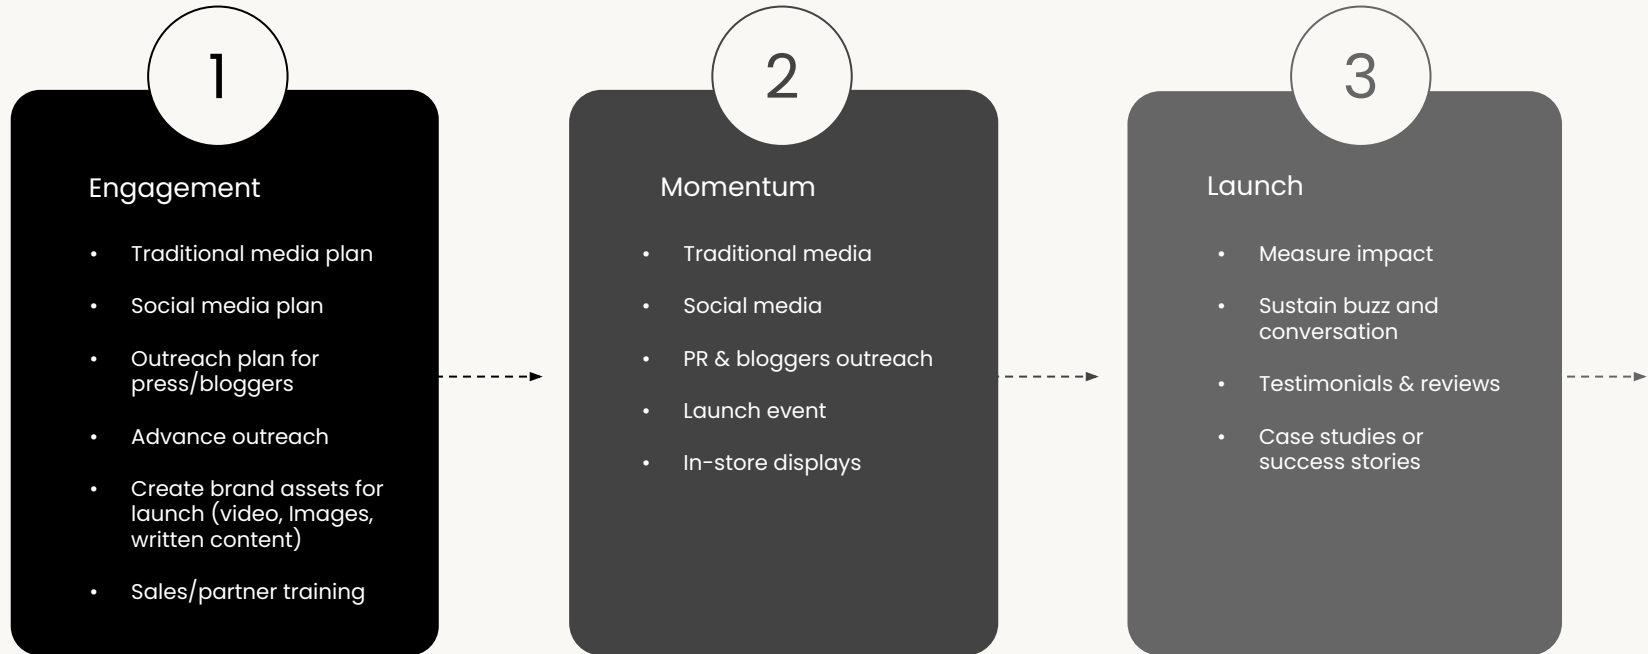 1
Engagement
• Traditional media plan
• Social media plan
• Outreach plan for
press/bloggers
• Advance outreach
• Create brand assets for
launch (video, Images,
written content)
• Sales/partner training
2
Momentum
• Traditional media
• Social media
• PR & bloggers outreach
• Launch event
• In-store displays
3
Launch
• Measure impact
• Sustain buzz and
conversation
• Testimonials & reviews
• Case studies or
success stories